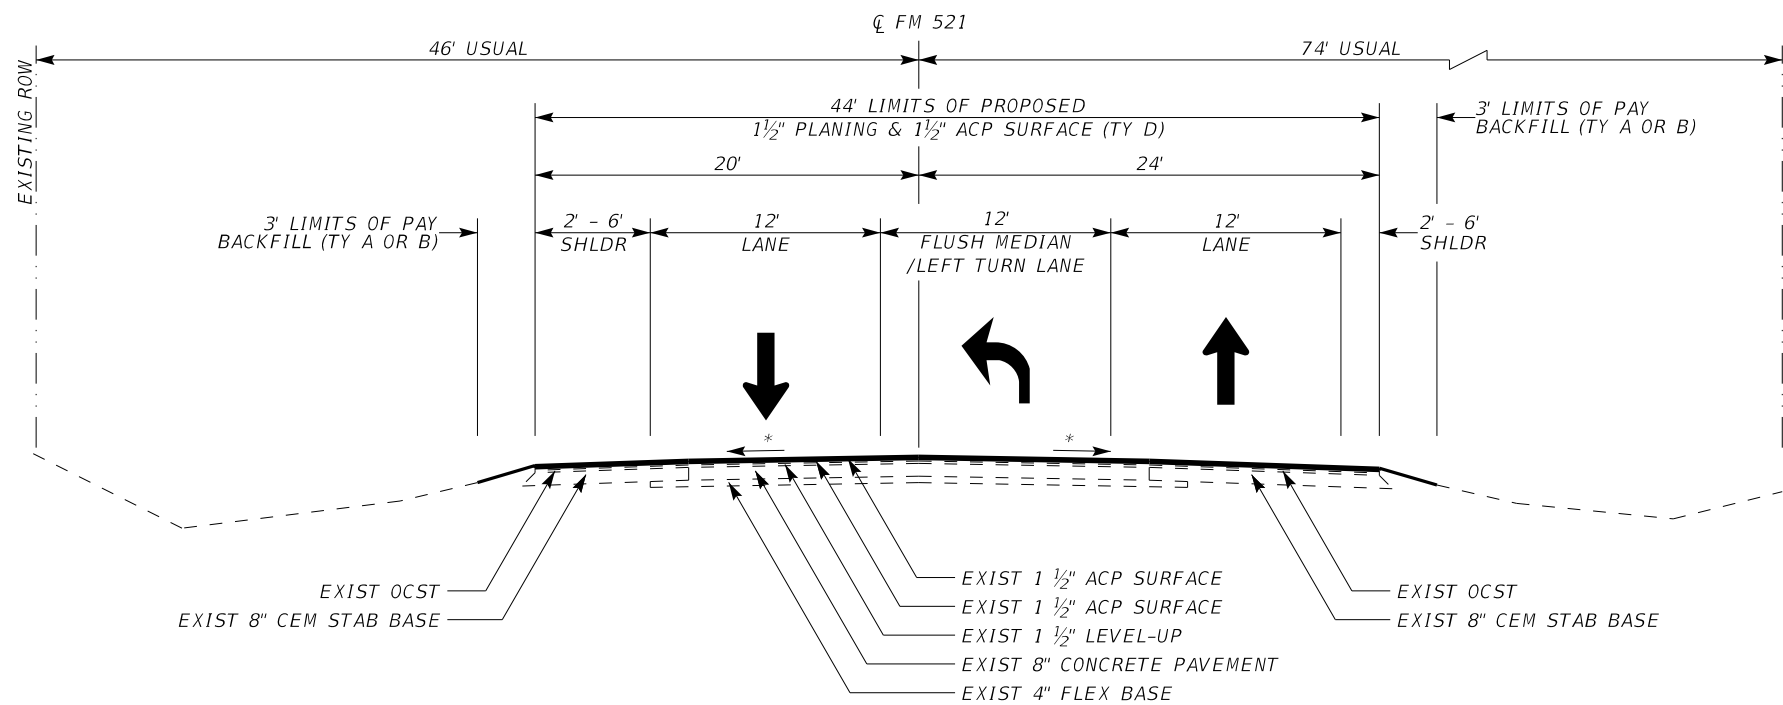 ℄ FM 521
46' USUAL
74' USUAL
EXISTING ROW
44' LIMITS OF PROPOSED
1½" PLANING & 1½" ACP SURFACE (TY D)
3' LIMITS OF PAY
BACKFILL (TY A OR B)
20'
24'
3' LIMITS OF PAY
BACKFILL (TY A OR B)
2' - 6'
SHLDR
12'
LANE
12'
FLUSH MEDIAN
/LEFT TURN LANE
12'
LANE
2' - 6'
SHLDR
*
*
EXIST OCST
EXIST 8" CEM STAB BASE
EXIST 1 ½" ACP SURFACE
EXIST 1 ½" ACP SURFACE
EXIST 1 ½" LEVEL-UP
EXIST 8" CONCRETE PAVEMENT
EXIST 4" FLEX BASE
EXIST OCST
EXIST 8" CEM STAB BASE